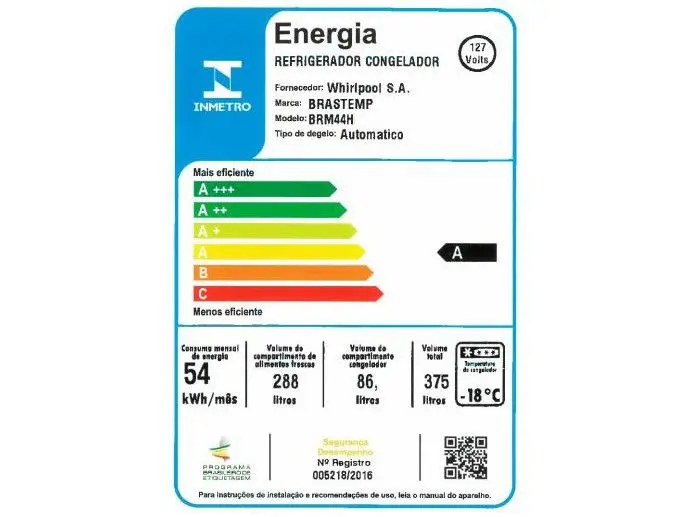 Energia
REFRIGERADOR CONGELADOR
127
Volts
INMETRO
Fornecedor: Whirlpool S.A.
Marca: BRASTEMP
Modelo: BRM44H
Tipo de degelo: Automatico
Mais eficiente
A +++
A ++
A +
A
A
B
C
Menos eficiente
Consumo mensal
de energia
54
kWh/mês
Volume do
compartimento de
alimentos frescos
288
litros
Volume do
compartimento
congelador
86,
litros
Volume
total
375
litros
Temperatura
do congelador
-18°C
PROGRAMA
BRASILEIRO DE
ETIQUETAGEM
Segurança
Desempenho
Nº Registro
005218/2016
Para instruções de instalação e recomendações de uso, leia o manual do aparelho.